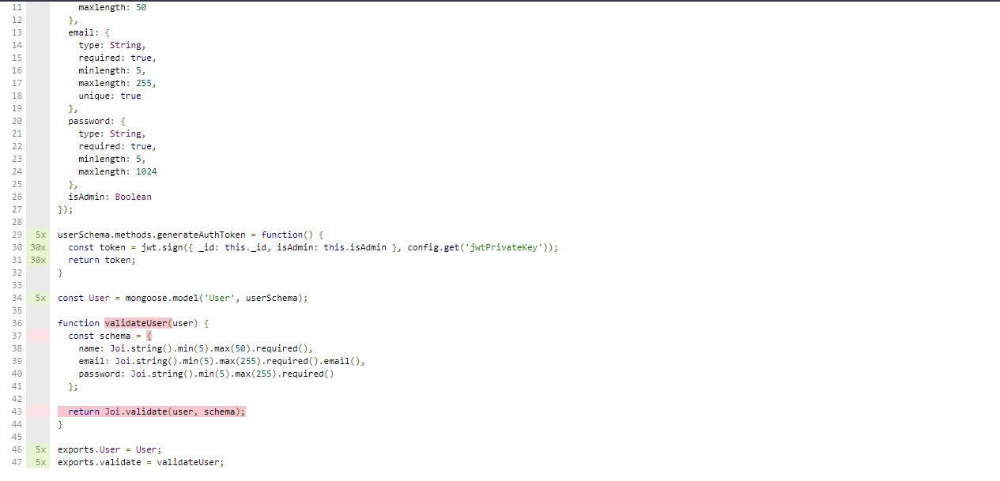 11 maxlength: 50
12 },
13 email: {
14 type: String,
15 required: true,
16 minlength: 5,
17 maxlength: 255,
18 unique: true
19 },
20 password: {
21 type: String,
22 required: true,
23 minlength: 5,
24 maxlength: 1024
25 },
26 isAdmin: Boolean
27 });
28
29 5x userSchema.methods.generateAuthToken = function() {
30 30x const token = jwt.sign({ _id: this._id, isAdmin: this.isAdmin }, config.get('jwtPrivateKey'));
31 30x return token;
32 }
33
34 5x const User = mongoose.model('User', userSchema);
35
36 function validateUser(user) {
37 const schema = {
38 name: Joi.string().min(5).max(50).required(),
39 email: Joi.string().min(5).max(255).required().email(),
40 password: Joi.string().min(5).max(255).required()
41 };
42
43 return Joi.validate(user, schema);
44 }
45
46 5x exports.User = User;
47 5x exports.validate = validateUser;